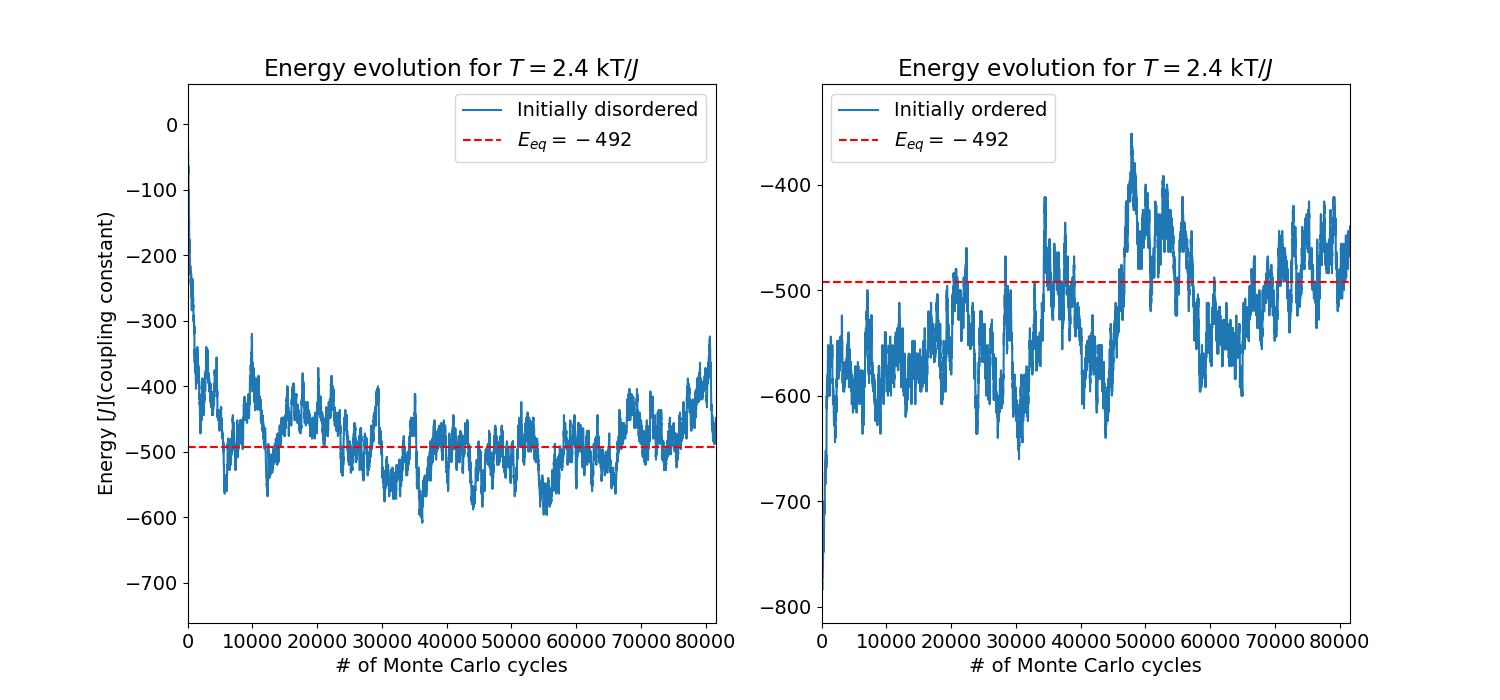 Energy evolution for T = 2.4 kT/J
Initially disordered
E_eq = −492
0
−100
−200
−300
−400
−500
−600
−700
Energy [J](coupling constant)
0 10000 20000 30000 40000 50000 60000 70000 80000
# of Monte Carlo cycles
Energy evolution for T = 2.4 kT/J
Initially ordered
E_eq = −492
−400
−500
−600
−700
−800
0 10000 20000 30000 40000 50000 60000 70000 80000
# of Monte Carlo cycles